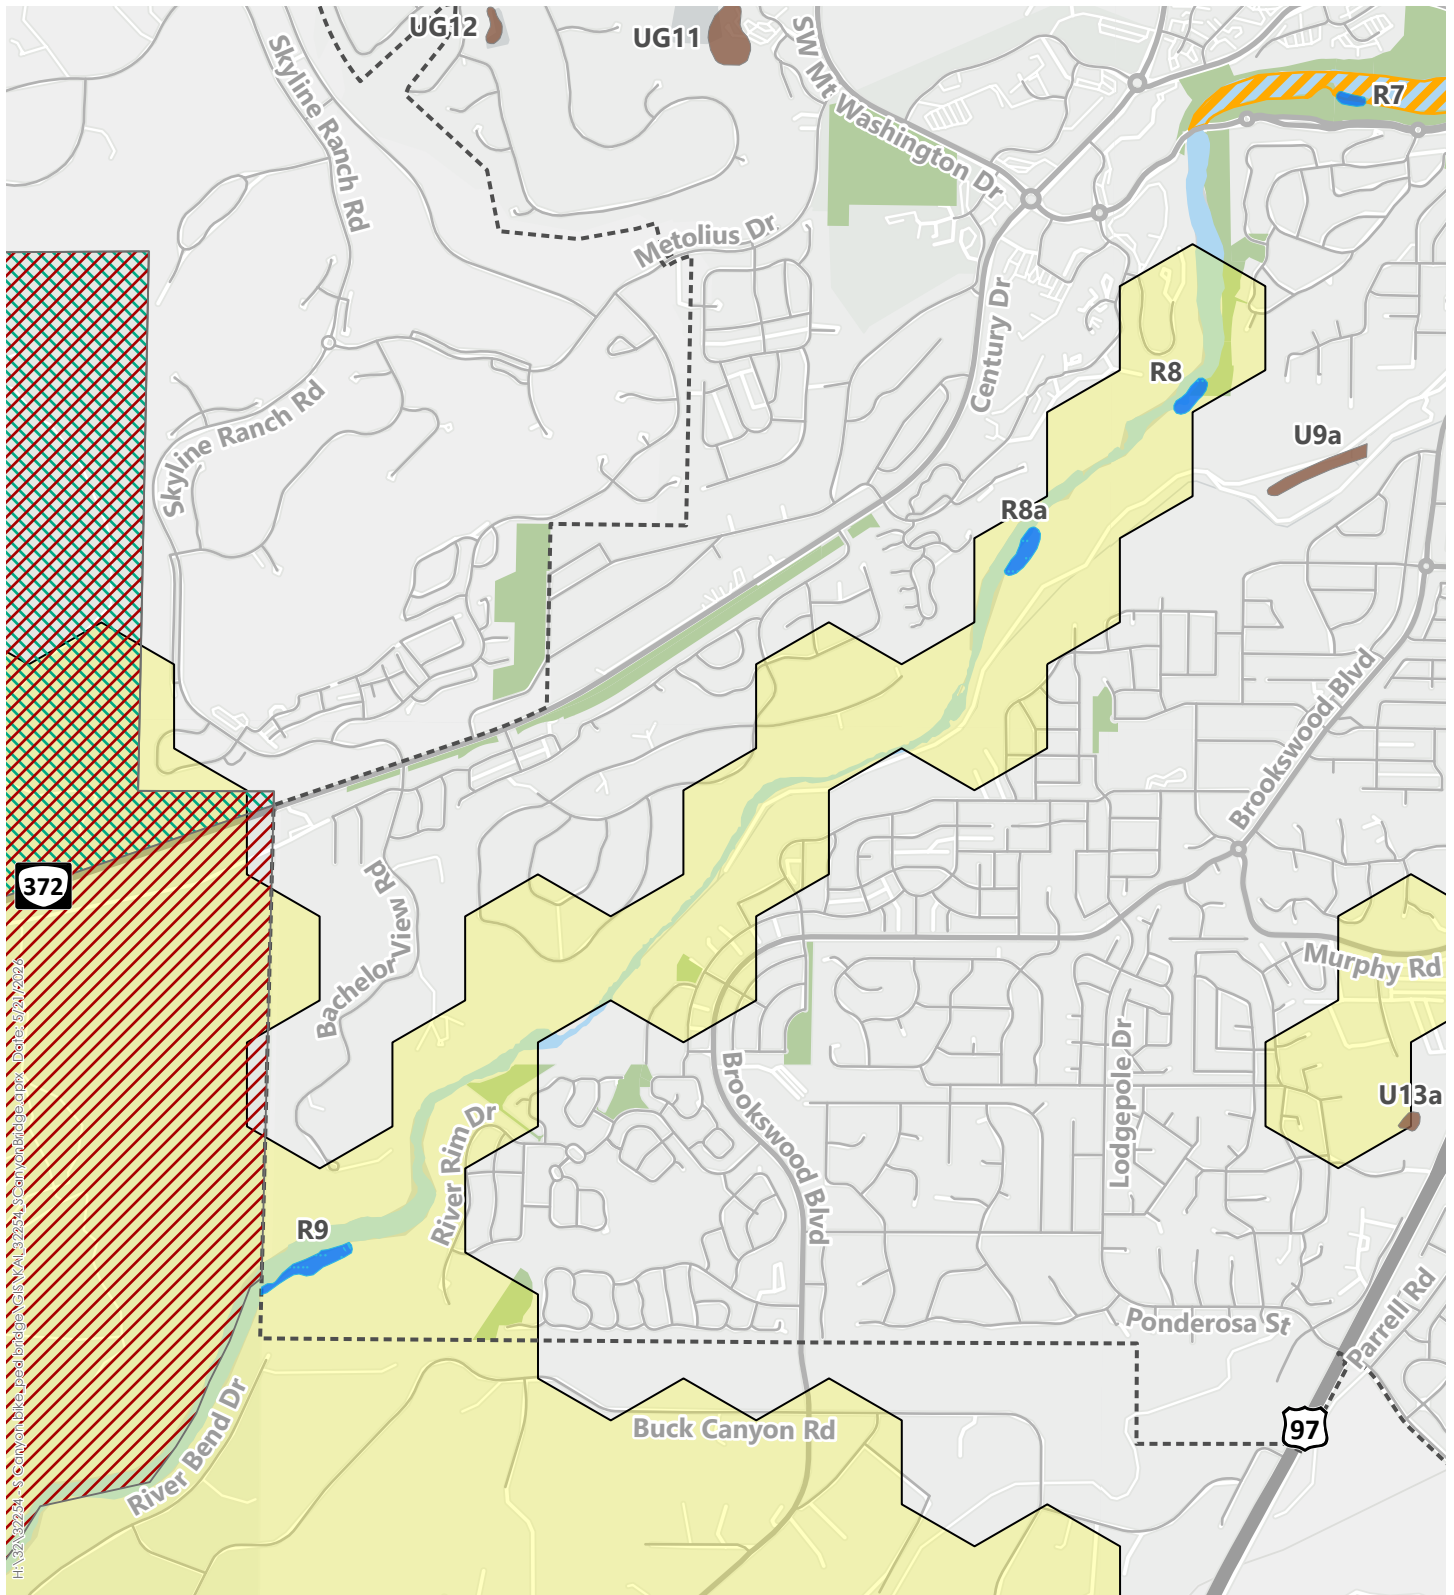 UG12
UG11
SW Mt Washington Dr
R7
Skyline Ranch Rd
Metolius Dr
Century Dr
R8
Skyline Ranch Rd
U9a
R8a
Brookswood Blvd
372
Bachelor View Rd
Murphy Rd
Lodgepole Dr
Brookswood Blvd
U13a
River Rim Dr
R9
Ponderosa St
Parrell Rd
River Bend Dr
Buck Canyon Rd
97